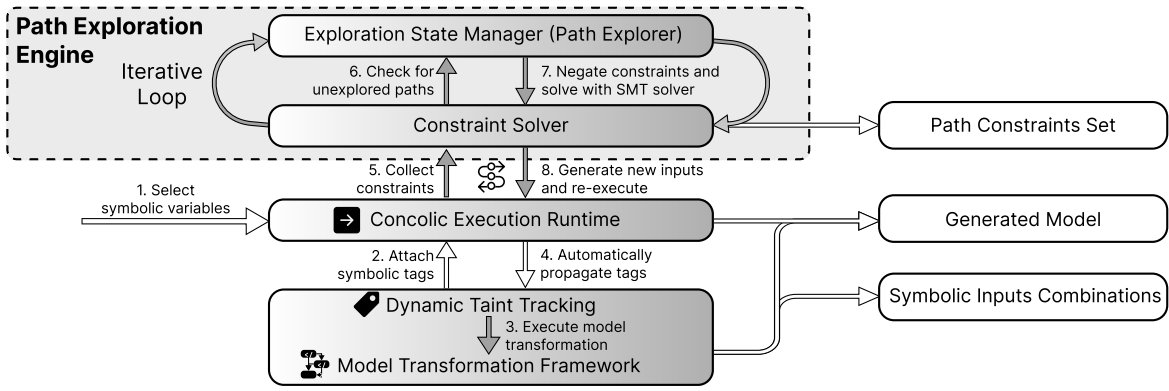 Path Exploration
Engine
Exploration State Manager (Path Explorer)
Iterative
Loop
6. Check for
unexplored paths
7. Negate constraints and
solve with SMT solver
Constraint Solver
Path Constraints Set
5. Collect
constraints
8. Generate new inputs
and re-execute
1. Select
symbolic variables
Concolic Execution Runtime
Generated Model
2. Attach
symbolic tags
4. Automatically
propagate tags
Symbolic Inputs Combinations
Dynamic Taint Tracking
3. Execute model
transformation
Model Transformation Framework